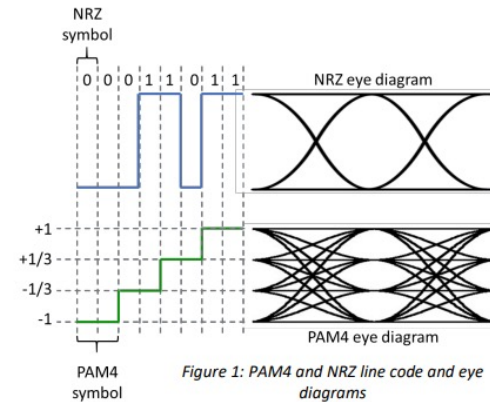 NRZ
symbol
0 0 0 1 1 0 1 1
NRZ eye diagram
+1
+1/3
-1/3
-1
PAM4 eye diagram
PAM4
symbol
Figure 1: PAM4 and NRZ line code and eye
diagrams